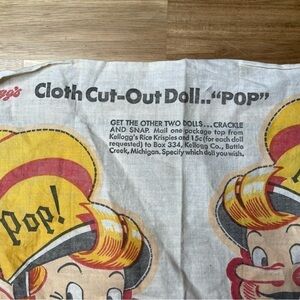 Kellogg's Cloth Cut-Out Doll.."POP"
GET THE OTHER TWO DOLLS...CRACKLE
AND SNAP. Mail one package top from
Kellogg's Rice Krispies and 15¢ (for each doll
requested) to Box 334, Kellogg Co., Battle
Creek, Michigan. Specify which doll you wish.
Pop!